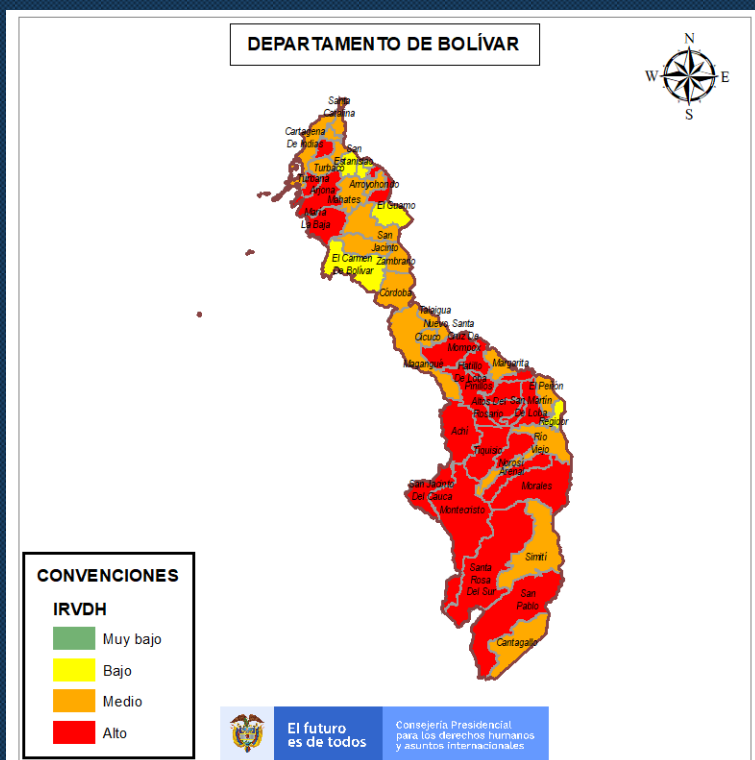 DEPARTAMENTO DE BOLÍVAR
N
W
E
S
Santa
Catalina
Cartagena
De Indias
San
Estanislao
Turbaco
Turbana
Arroyohondo
Arjona
Mahates
El Guamo
María
La Baja
San
Jacinto
El Carmen
De Bolívar
Zambrano
Córdoba
Talaigua
Nuevo
Santa
Cicuco
Cruz De
Mompox
Magangué
Hatillo
De Loba
Margarita
Pinillos
El Peñón
Altos Del
Rosario
San Martín
De Loba
Regidor
Achí
Río
Viejo
Tiquisio
Norosí
Arenal
San Jacinto
Del Cauca
Morales
Montecristo
Simití
Santa
Rosa
Del Sur
San
Pablo
Cantagallo
CONVENCIONES
IRVDH
Muy bajo
Bajo
Medio
Alto
El futuro
es de todos
Consejería Presidencial
para los derechos humanos
y asuntos internacionales